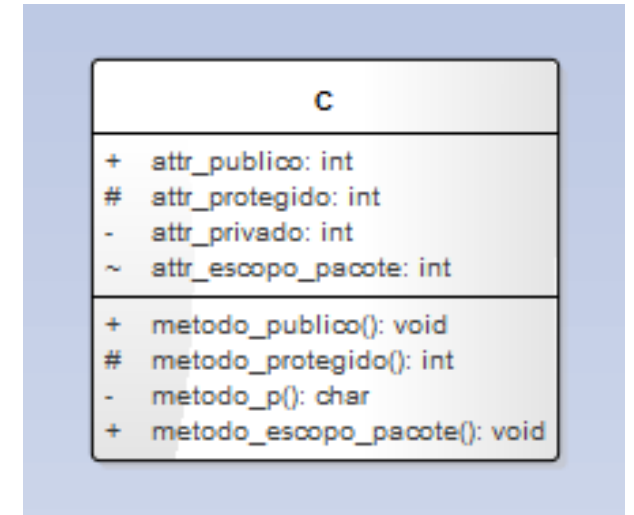 C
+ attr_publico: int
# attr_protegido: int
- attr_privado: int
~ attr_escopo_pacote: int
+ metodo_publico(): void
# metodo_protegido(): int
- metodo_p(): char
+ metodo_escopo_pacote(): void